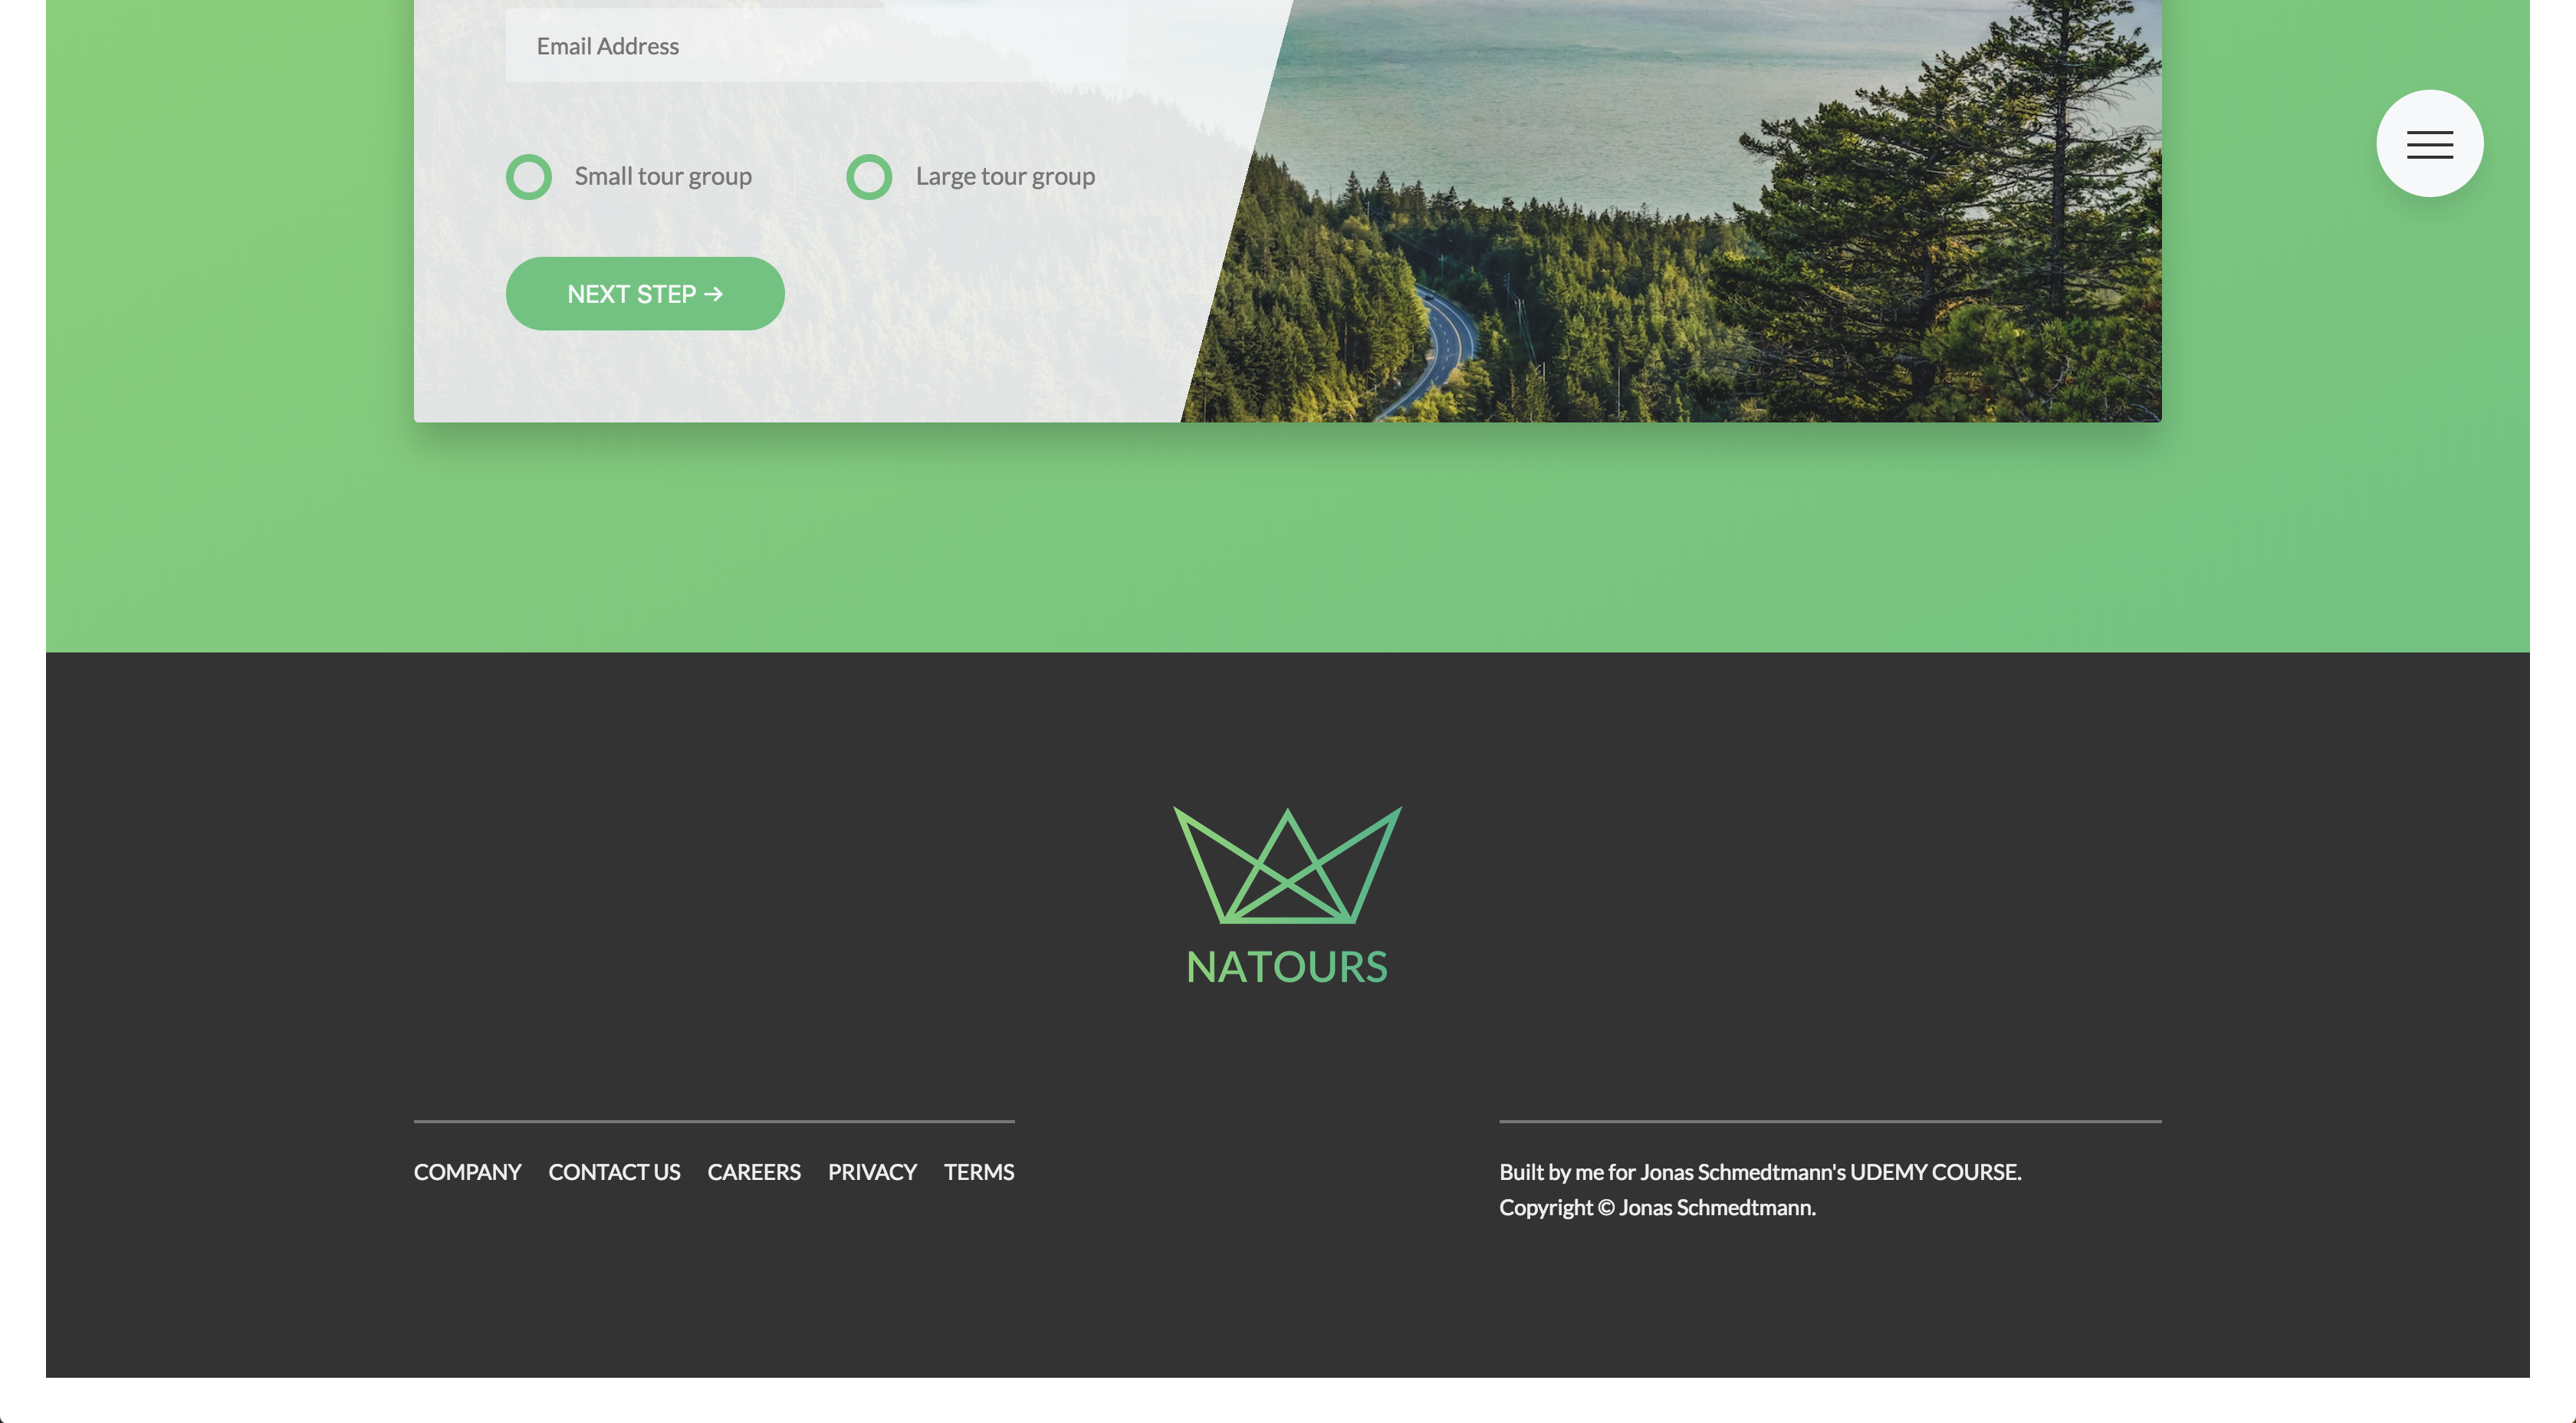 Email Address
Small tour group
Large tour group
NEXT STEP →
NATOURS
COMPANY CONTACT US CAREERS PRIVACY TERMS
Built by me for Jonas Schmedtmann's UDEMY COURSE.
Copyright © Jonas Schmedtmann.